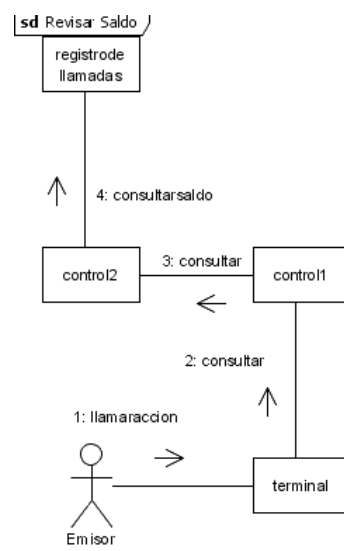 sd Revisar Saldo
registrode
llamadas
4: consultarsaldo
control2
3: consultar
control1
2: consultar
1: llamaraccion
terminal
Emisor